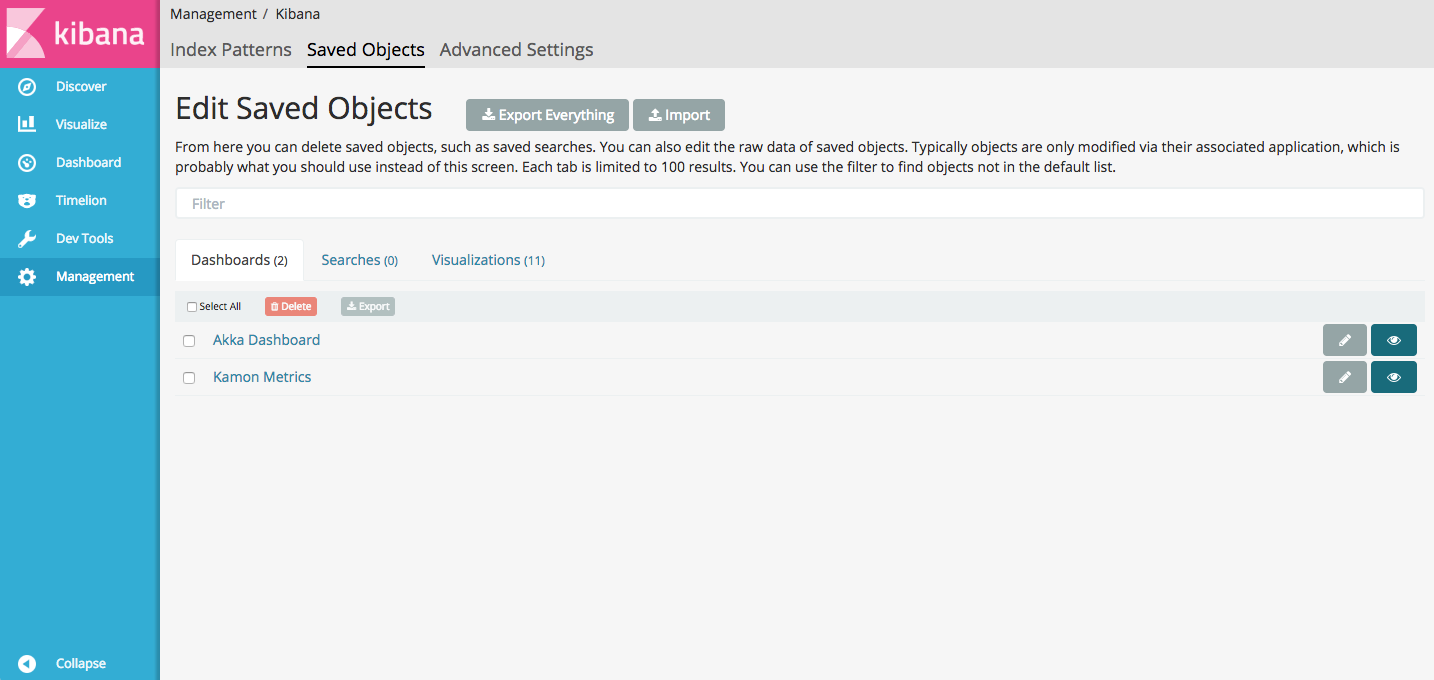 kibana
Discover
Visualize
Dashboard
Timelion
Dev Tools
Management
Collapse
Management / Kibana
Index Patterns Saved Objects Advanced Settings
Edit Saved Objects Export Everything Import
From here you can delete saved objects, such as saved searches. You can also edit the raw data of saved objects. Typically objects are only modified via their associated application, which is
probably what you should use instead of this screen. Each tab is limited to 100 results. You can use the filter to find objects not in the default list.
Filter
Dashboards (2) Searches (0) Visualizations (11)
Select All Delete Export
Akka Dashboard
Kamon Metrics